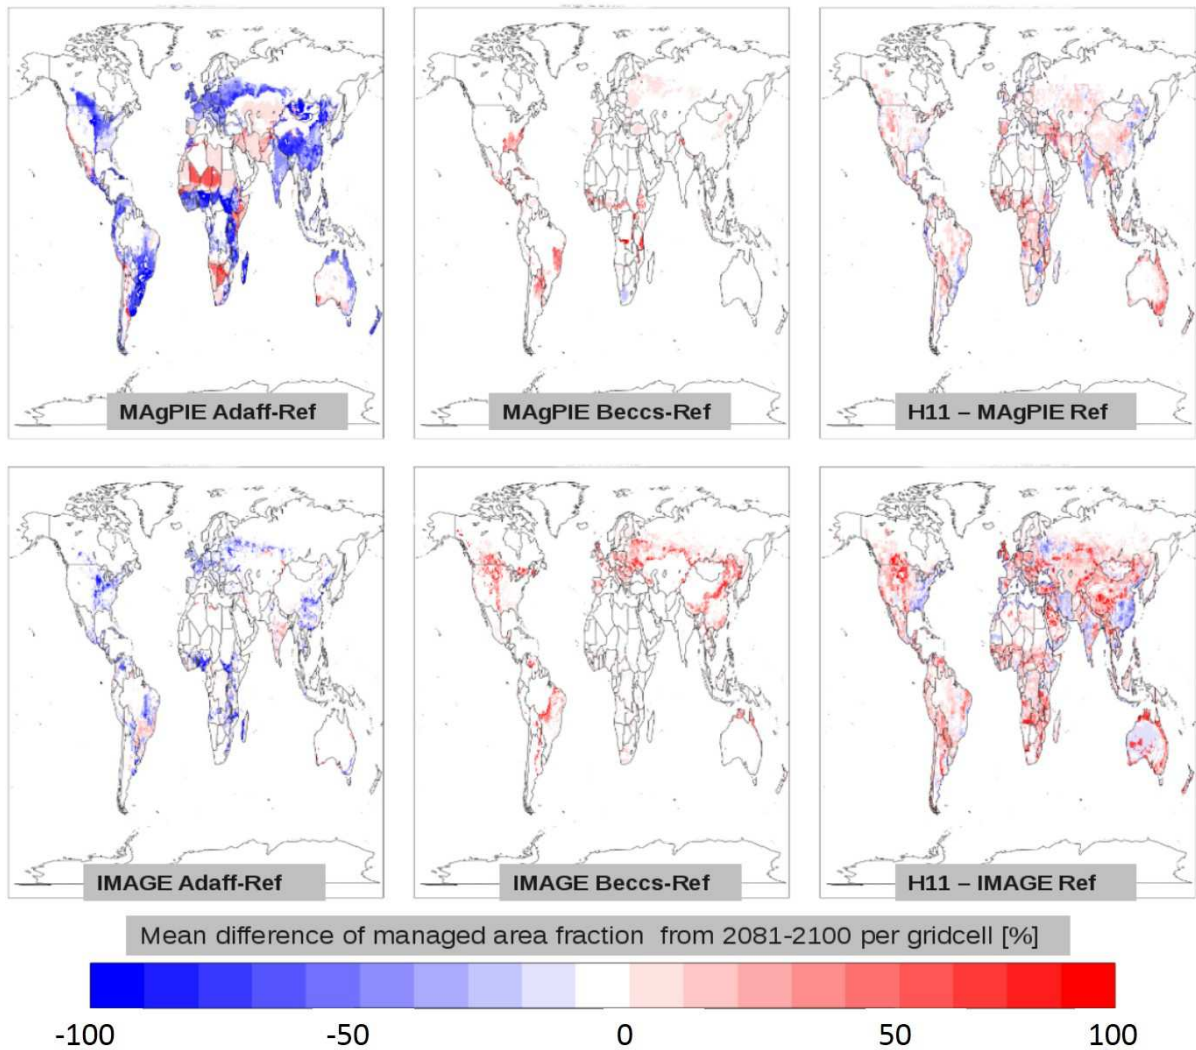 MAgPIE Adaff-Ref
MAgPIE Beccs-Ref
H11 – MAgPIE Ref
IMAGE Adaff-Ref
IMAGE Beccs-Ref
H11 – IMAGE Ref
Mean difference of managed area fraction from 2081-2100 per gridcell [%]
-100 -50 0 50 100